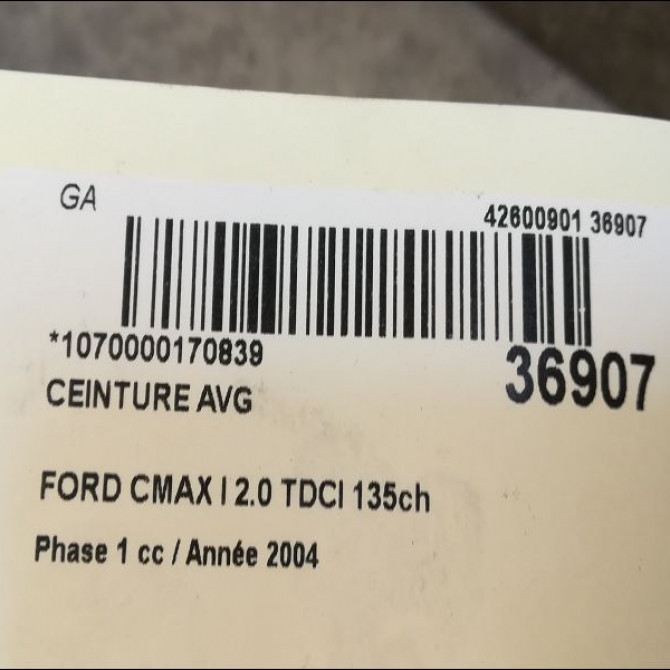 GA
42600901 36907
*1070000170839
36907
CEINTURE AVG
FORD CMAX I 2.0 TDCI 135ch
Phase 1 cc / Année 2004